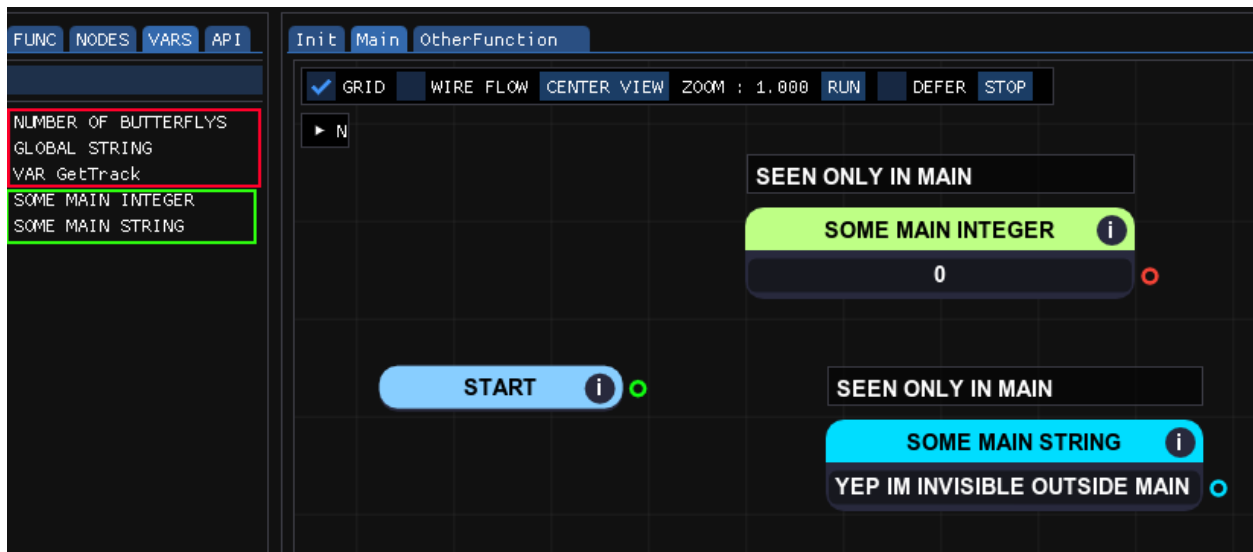 FUNC NODES VARS API
NUMBER OF BUTTERFLYS
GLOBAL STRING
VAR GetTrack
SOME MAIN INTEGER
SOME MAIN STRING
Init Main OtherFunction
GRID WIRE FLOW CENTER VIEW ZOOM : 1.000 RUN DEFER STOP
N
SEEN ONLY IN MAIN
SOME MAIN INTEGER i
0
START i
SEEN ONLY IN MAIN
SOME MAIN STRING i
YEP IM INVISIBLE OUTSIDE MAIN